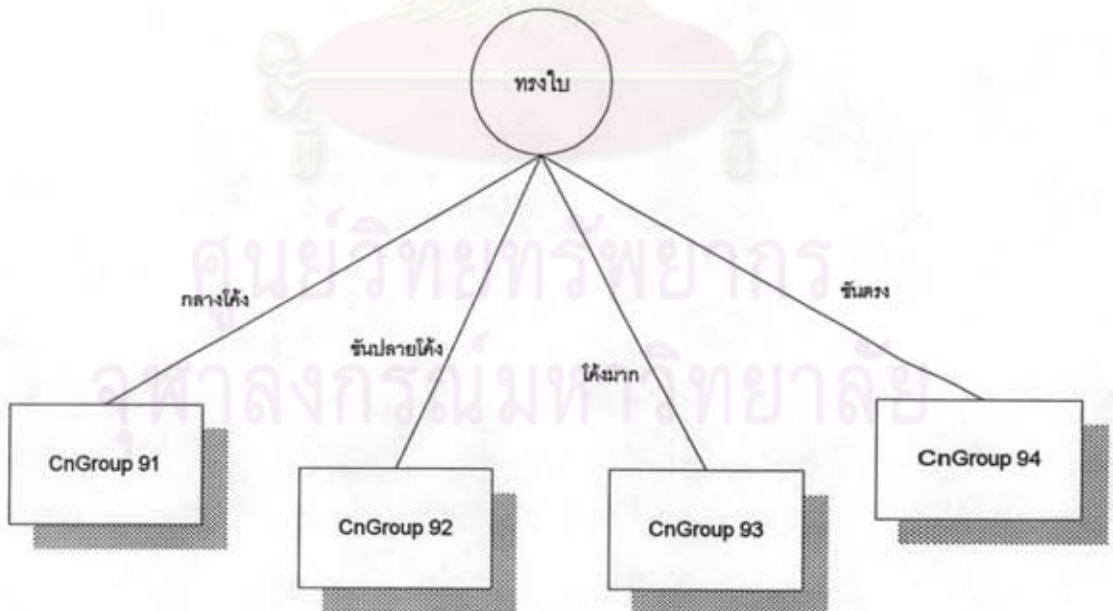 ทรงใบ
กลางโค้ง
ชันปลายโค้ง
โค้งมาก
ชันตรง
CnGroup 91
CnGroup 92
CnGroup 93
CnGroup 94
ศูนย์วิทยทรัพยากร
จุฬาลงกรณ์มหาวิทยาลัย